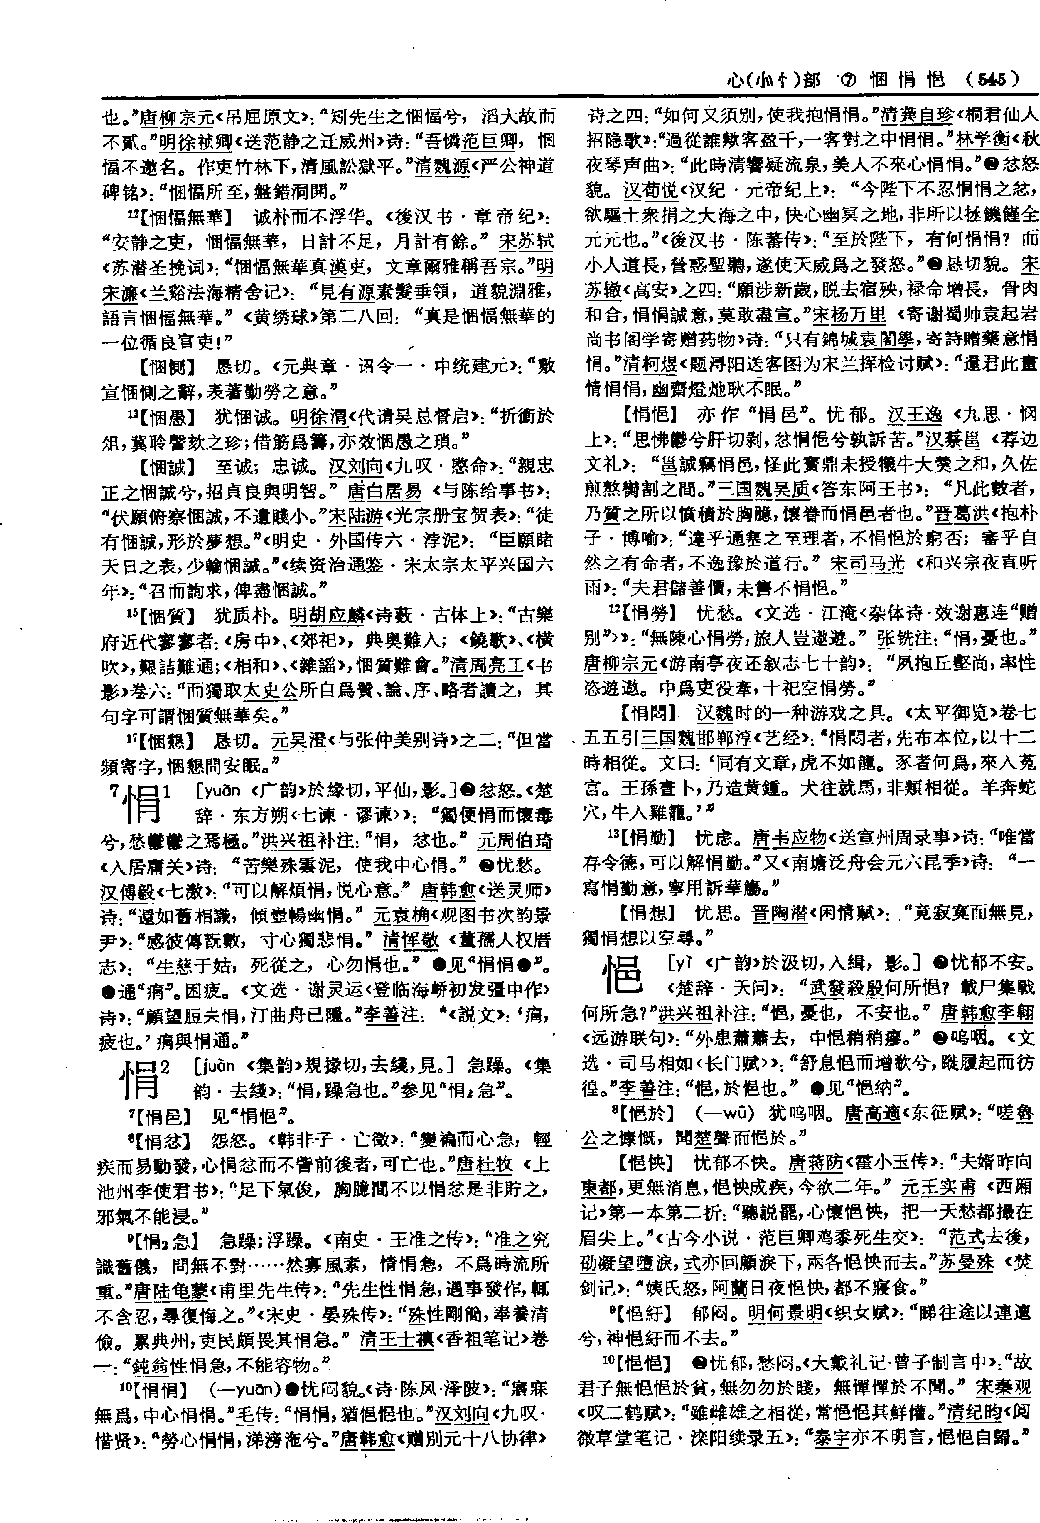 心(小忄)部 ⑦ 悃 悁 悒 (545)
也。”唐柳宗元《吊屈原文》：“矧先生之悃愊兮，滔大故而
不貳。”明徐祯卿《送范静之迁威州》诗：“吾憐范巨卿，悃
愊不邀名。作吏竹林下，清風訟獄平。”清魏源《严公神道
碑铭》：“悃愊所至，盤錯洞開。”
¹²【悃愊無華】 诚朴而不浮华。《後汉书·章帝纪》：
“安静之吏，悃愊無華，日計不足，月計有餘。”宋苏轼
《苏潜圣挽词》：“悃愊無華真漢吏，文章爾雅稱吾宗。”明
宋濂《兰谿法海精舍记》：“見有源素髮垂領，道貌淵雅，
語言悃愊無華。”《黄绣球》第二八回：“真是悃愊無華的
一位循良官吏！”
【悃惻】 恳切。《元典章·诏令一·中统建元》：“敷
宣悃惻之辭，表著勤勞之意。”
¹³【悃愚】 犹悃诚。明徐渭《代请吴总督启》：“折衝於
俎，冀聆謦欬之珍；借筯爲籌，亦效悃愚之瑣。”
【悃誠】 至诚；忠诚。汉刘向《九叹·愍命》：“親忠
正之悃誠兮，招貞良與明智。”唐白居易《与陈给事书》：
“伏願俯察悃誠，不遺賤小。”宋陆游《光宗册宝贺表》：“徒
有悃誠，形於夢想。”《明史·外国传六·浡泥》：“臣願睹
天日之表，少輸悃誠。”《续资治通鉴·宋太宗太平兴国六
年》：“召而詢求，俾盡悃誠。”
¹⁵【悃質】 犹质朴。明胡应麟《诗薮·古体上》：“古樂
府近代寥寥者：《房中》、《郊祀》，典奥難入；《鐃歌》、《横
吹》，艱詰難通；《相和》、《雜謡》，悃質難會。”清周亮工《书
影》卷六：“而獨取太史公所白爲贊、論、序、略者讀之，其
句字可謂悃質無華矣。”
¹⁷【悃懇】 恳切。元吴澄《与张仲美别诗》之二：“但當
頻寄字，悃懇問安眠。”
⁷悁¹ [yuān《广韵》於缘切，平仙，影。]❶忿怒。《楚
辞·东方朔《七谏·谬谏》》：“獨便悁而懷毒
兮，愁鬱鬱之焉極。”洪兴祖补注：“悁，忿也。”元周伯琦
《入居庸关》诗：“苦樂殊雲泥，使我中心悁。”❷忧愁。
汉傅毅《七激》：“可以解煩悁，悦心意。”唐韩愈《送灵师》
诗：“還如舊相識，傾壺暢幽悁。”元袁桷《观图书次韵景
尹》：“感彼傳既數，寸心獨悲悁。”清恽敬《董孺人权厝
志》：“生慈于姑，死從之，心勿悁也。”❸见“悁悁❸”。
❹通“痟”。困疲。《文选·谢灵运《登临海峤初发彊中作》
诗》：“顧望脰未悁，汀曲舟已隱。”李善注：“《説文》：‘痟，
疲也。’痟與悁通。”
悁² [juàn《集韵》規掾切，去綫，見。] 急躁。《集
韵·去綫》：“悁，躁急也。”参见“悁₂急”。
⁷【悁邑】 见“悁悒”。
⁸【悁忿】 怨怒。《韩非子·亡徵》：“變褊而心急，輕
疾而易動發，心悁忿而不訾前後者，可亡也。”唐杜牧《上
池州李使君书》：“足下氣俊，胸臆間不以悁忿是非貯之，
邪氣不能浸。”
⁹【悁₂急】 急躁；浮躁。《南史·王准之传》：“准之究
識舊儀，問無不對……然寡風素，情悁急，不爲時流所
重。”唐陆龟蒙《甫里先生传》：“先生性悁急，遇事發作，輒
不含忍，尋復悔之。”《宋史·晏殊传》：“殊性剛簡，奉養清
儉。累典州，吏民頗畏其悁急。”清王士禛《香祖笔记》卷
一：“鈍翁性悁急，不能容物。”
¹⁰【悁悁】 (—yuān)❶忧闷貌。《诗·陈风·泽陂》：“寤寐
無爲，中心悁悁。”毛传：“悁悁，猶悒悒也。”汉刘向《九叹·
惜贤》：“勞心悁悁，涕滂沲兮。”唐韩愈《赠别元十八协律》
诗之四：“如何又須别，使我抱悁悁。”清龚自珍《桐君仙人
招隐歌》：“過從誰歟客盈千，一客對之中悁悁。”林学衡《秋
夜琴声曲》：“此時清響疑流泉，美人不來心悁悁。”❷忿怒
貌。汉荀悦《汉纪·元帝纪上》：“今陛下不忍悁悁之忿，
欲驅士衆捐之大海之中，快心幽冥之地，非所以拯饑饉全
元元也。”《後汉书·陈蕃传》：“至於陛下，有何悁悁？而
小人道長，營惑聖聽，遂使天威爲之發怒。”❸恳切貌。宋
苏辙《高安》之四：“願涉新歲，脱去宿殃，禄命增長，骨肉
和合，悁悁誠意，莫敢盡宣。”宋杨万里《寄谢蜀帅袁起岩
尚书阁学寄赠药物》诗：“只有錦城袁閣學，寄詩贈藥意悁
悁。”清柯煜《题浔阳送客图为宋兰挥检讨赋》：“還君此畫
情悁悁，幽齋燈灺耿不眠。”
【悁悒】 亦作“悁邑”。忧郁。汉王逸《九思·悯
上》：“思怫鬱兮肝切剥，忿悁悒兮孰訴苦。”汉蔡邕《荐边
文礼》：“邕誠竊悁邑，怪此寶鼎未授犧牛大羹之和，久佐
煎熬臠割之間。”三国魏吴质《答东阿王书》：“凡此數者，
乃質之所以憤積於胸臆，懷眷而悁邑者也。”晋葛洪《抱朴
子·博喻》：“達乎通塞之至理者，不悁悒於窮否；審乎自
然之有命者，不逸豫於道行。”宋司马光《和兴宗夜直听
雨》：“夫君儲善價，未售不悁悒。”
¹²【悁勞】 忧愁。《文选·江淹《杂体诗·效谢惠连“赠
别”》》：“無陳心悁勞，旅人豈遊遨。”张铣注：“悁，憂也。”
唐柳宗元《游南亭夜还叙志七十韵》：“夙抱丘壑尚，率性
恣遊遨。中爲吏役牽，十祀空悁勞。”
【悁悶】 汉魏时的一种游戏之具。《太平御览》卷七
五五引三国魏邯郸淳《艺经》：“悁悶者，先布本位，以十二
時相從。文曰：‘同有文章，虎不如龍。豕者何爲，來入兔
宫。王孫晝卜，乃造黄鍾。犬往就馬，非類相從。羊奔蛇
穴，牛入雞籠。’”
¹³【悁勤】 忧虑。唐韦应物《送宣州周录事》诗：“唯當
存令德，可以解悁勤。”又《南塘泛舟会元六昆季》诗：“一
寫悁勤意，寧用訴華觴。”
【悁想】 忧思。晋陶潜《闲情赋》：“竟寂寞而無見，
獨悁想以空尋。”
悒 [yì《广韵》於汲切，入緝，影。]❶忧郁不安。
《楚辞·天问》：“武發殺殷何所悒？載尸集戰
何所急？”洪兴祖补注：“悒，憂也，不安也。”唐韩愈李翱
《远游联句》：“外患蕭蕭去，中悒稍稍瘳。”❷呜咽。《文
选·司马相如《长门赋》》：“舒息悒而增欷兮，蹝履起而彷
徨。”李善注：“悒，於悒也。”❸见“悒納”。
⁸【悒於】 (—wū) 犹呜咽。唐高適《东征赋》：“嗟魯
公之慷慨，聞楚聲而悒於。”
【悒怏】 忧郁不快。唐蒋防《霍小玉传》：“夫婿昨向
東都，更無消息，悒怏成疾，今欲二年。”元王实甫《西厢
记》第一本第二折：“聽説罷，心懷悒怏，把一天愁都撮在
眉尖上。”《古今小说·范巨卿鸡黍死生交》：“范式去後，
劭凝望墮淚，式亦回顧淚下，兩各悒怏而去。”苏曼殊《焚
剑记》：“姨氏怒，阿蘭日夜悒怏，都不寢食。”
⁹【悒紆】 郁闷。明何景明《织女赋》：“睇往途以逮邅
兮，神悒紆而不去。”
¹⁰【悒悒】 ❶忧郁，愁闷。《大戴礼记·曾子制言中》：“故
君子無悒悒於貧，無勿勿於賤，無憚憚於不聞。”宋秦观
《叹二鹤赋》：“雖雌雄之相從，常悒悒其鮮懽。”清纪昀《阅
微草堂笔记·滦阳续录五》：“泰宇亦不明言，悒悒自歸。”